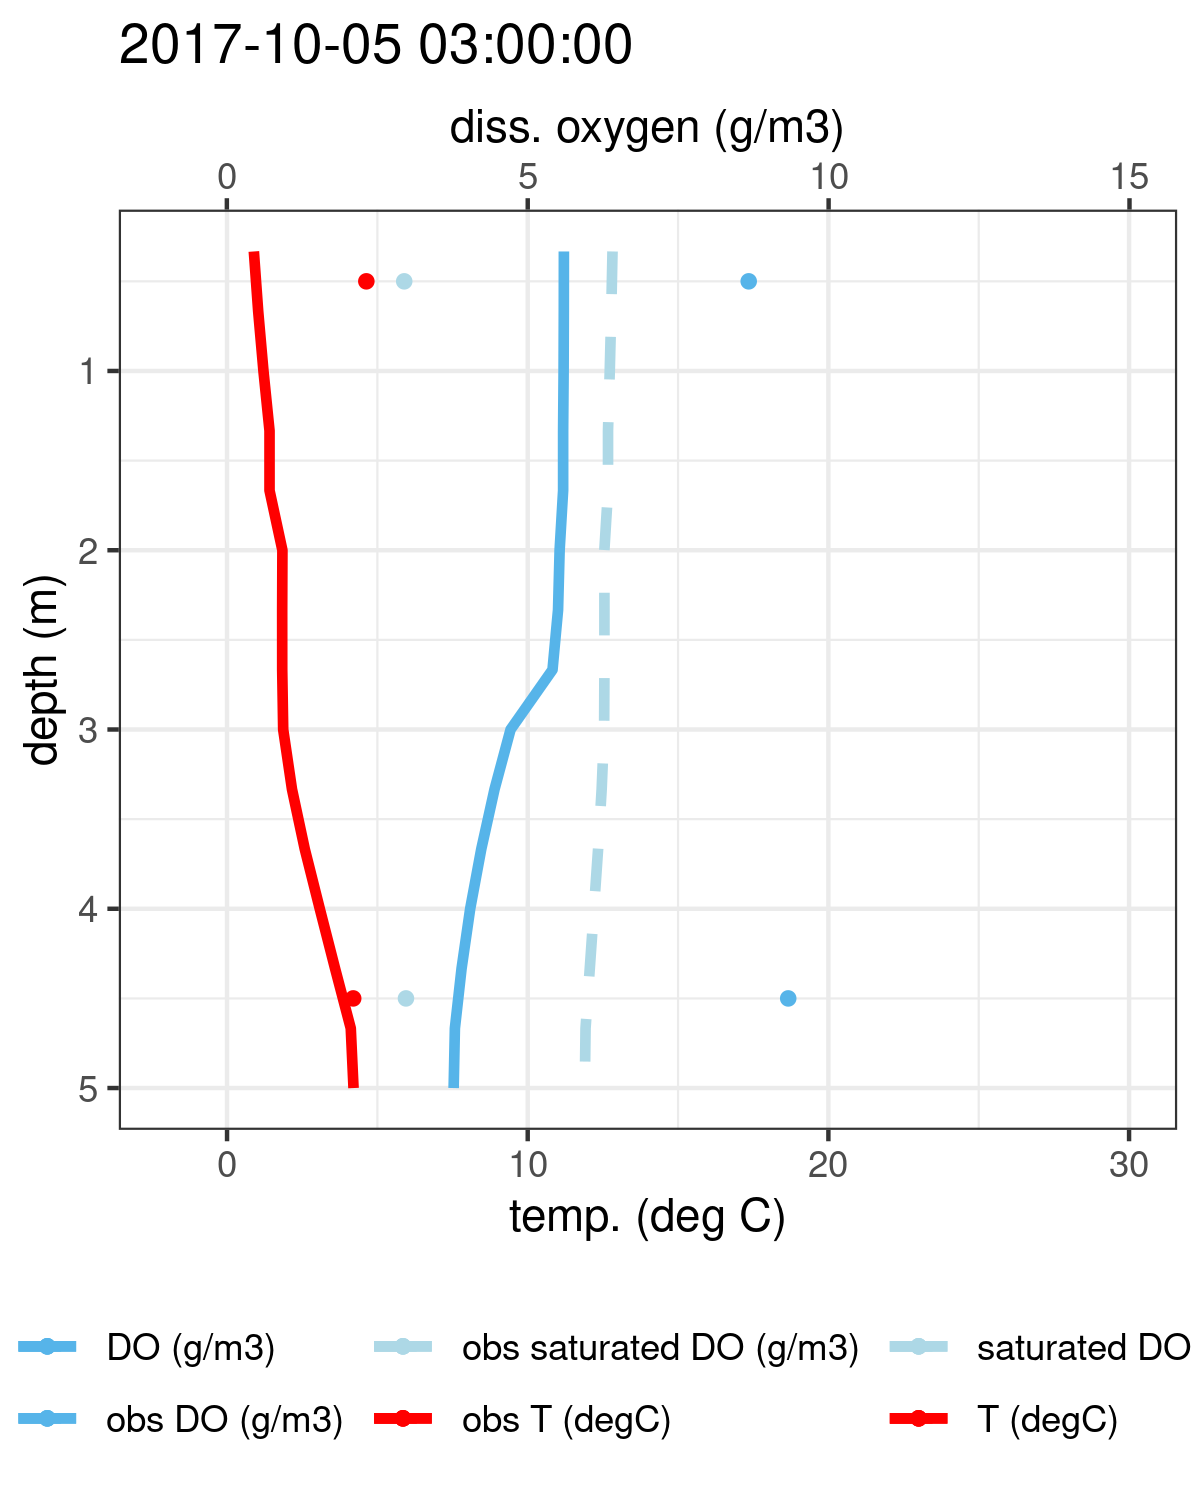 2017-10-05 03:00:00
diss. oxygen (g/m3)
0 5 10 15
depth (m)
1
2
3
4
5
0 10 20 30
temp. (deg C)
DO (g/m3) obs saturated DO (g/m3) saturated DO
obs DO (g/m3) obs T (degC) T (degC)